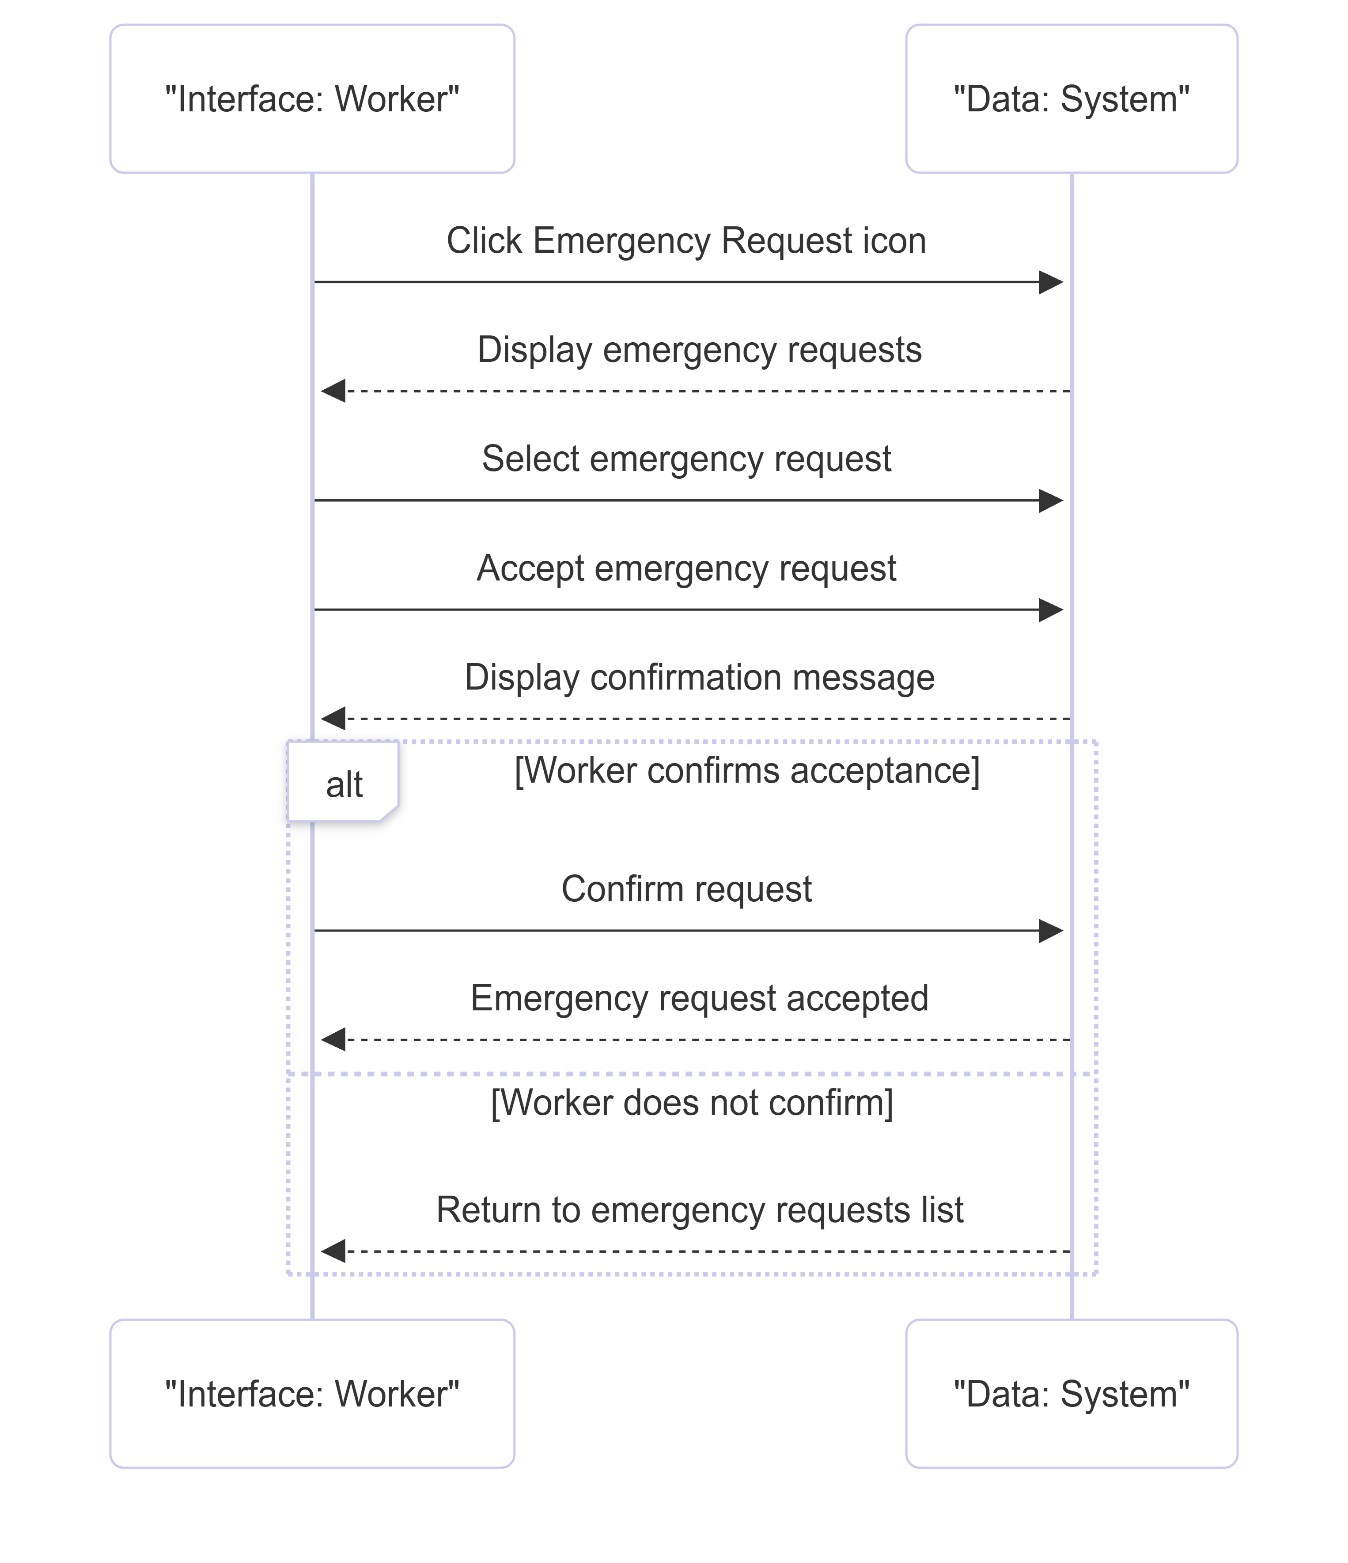 "Interface: Worker"
"Data: System"
Click Emergency Request icon
Display emergency requests
Select emergency request
Accept emergency request
Display confirmation message
alt
[Worker confirms acceptance]
Confirm request
Emergency request accepted
[Worker does not confirm]
Return to emergency requests list
"Interface: Worker"
"Data: System"